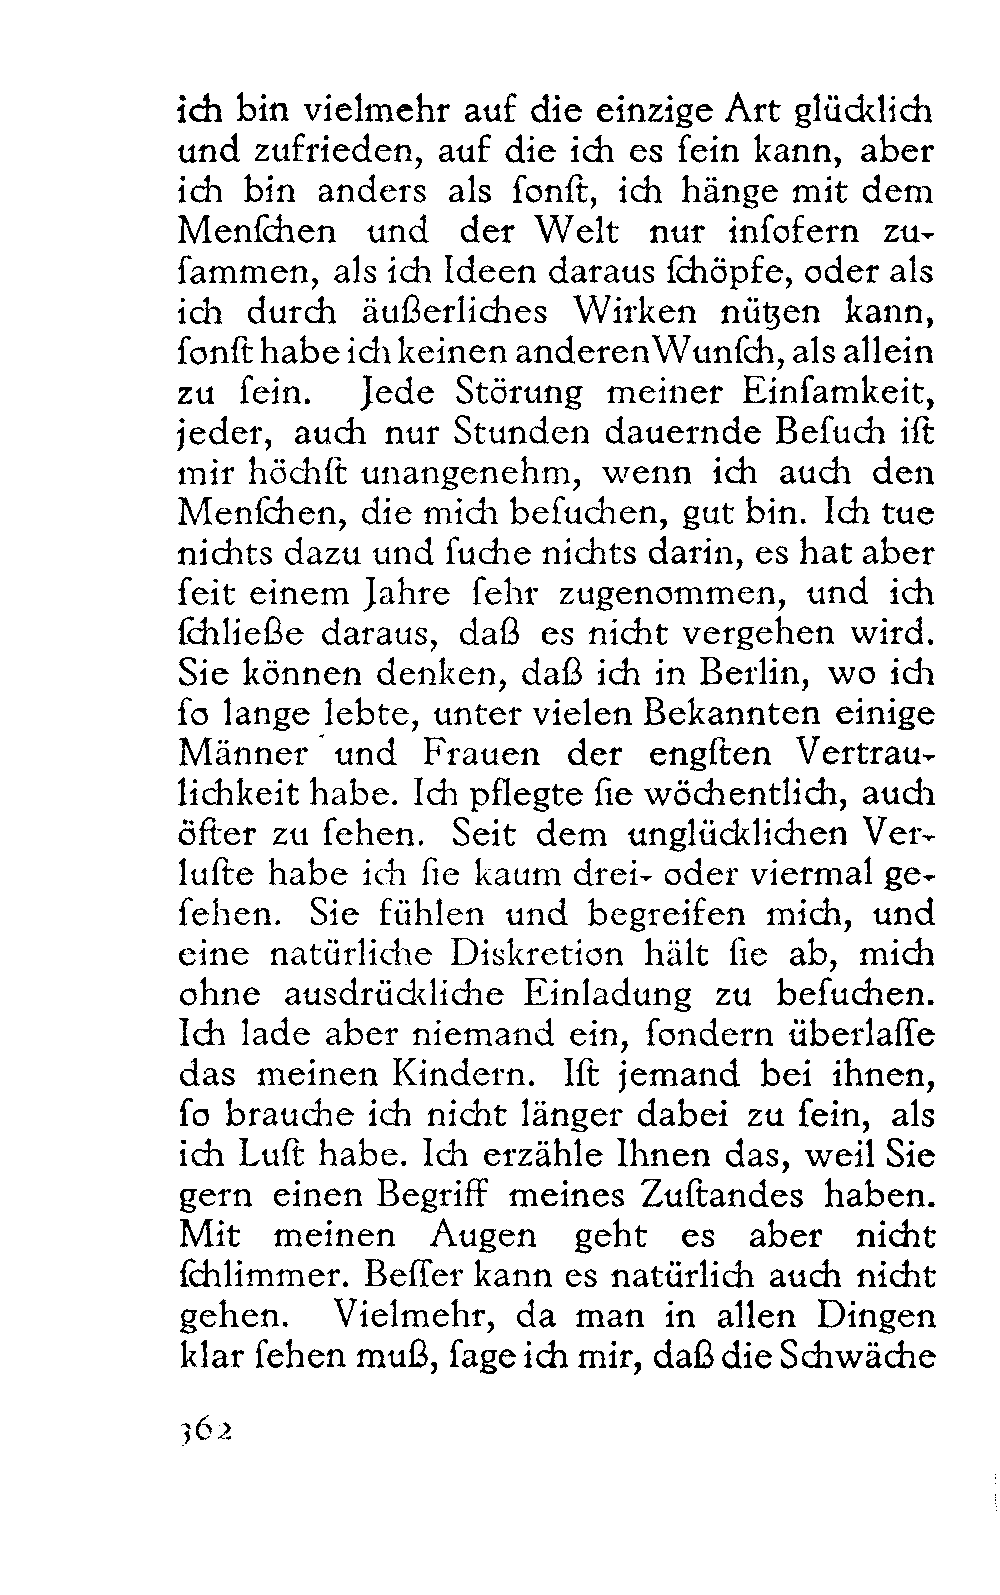 ich bin vielmehr auf die einzige Art glücklich
und zufrieden, auf die ich es ſein kann, aber
ich bin anders als ſonſt, ich hänge mit dem
Menſchen und der Welt nur inſofern zu-
ſammen, als ich Ideen daraus ſchöpfe, oder als
ich durch äußerliches Wirken nützen kann,
ſonſt habe ich keinen anderen Wunſch, als allein
zu ſein. Jede Störung meiner Einſamkeit,
jeder, auch nur Stunden dauernde Beſuch iſt
mir höchſt unangenehm, wenn ich auch den
Menſchen, die mich beſuchen, gut bin. Ich tue
nichts dazu und ſuche nichts darin, es hat aber
ſeit einem Jahre ſehr zugenommen, und ich
ſchließe daraus, daß es nicht vergehen wird.
Sie können denken, daß ich in Berlin, wo ich
ſo lange lebte, unter vielen Bekannten einige
Männer und Frauen der engſten Vertrau-
lichkeit habe. Ich pflegte ſie wöchentlich, auch
öfter zu ſehen. Seit dem unglücklichen Ver-
luſte habe ich ſie kaum drei- oder viermal ge-
ſehen. Sie fühlen und begreifen mich, und
eine natürliche Diskretion hält ſie ab, mich
ohne ausdrückliche Einladung zu beſuchen.
Ich lade aber niemand ein, ſondern überlaſſe
das meinen Kindern. Iſt jemand bei ihnen,
ſo brauche ich nicht länger dabei zu ſein, als
ich Luſt habe. Ich erzähle Ihnen das, weil Sie
gern einen Begriff meines Zuſtandes haben.
Mit meinen Augen geht es aber nicht
ſchlimmer. Beſſer kann es natürlich auch nicht
gehen. Vielmehr, da man in allen Dingen
klar ſehen muß, ſage ich mir, daß die Schwäche
362